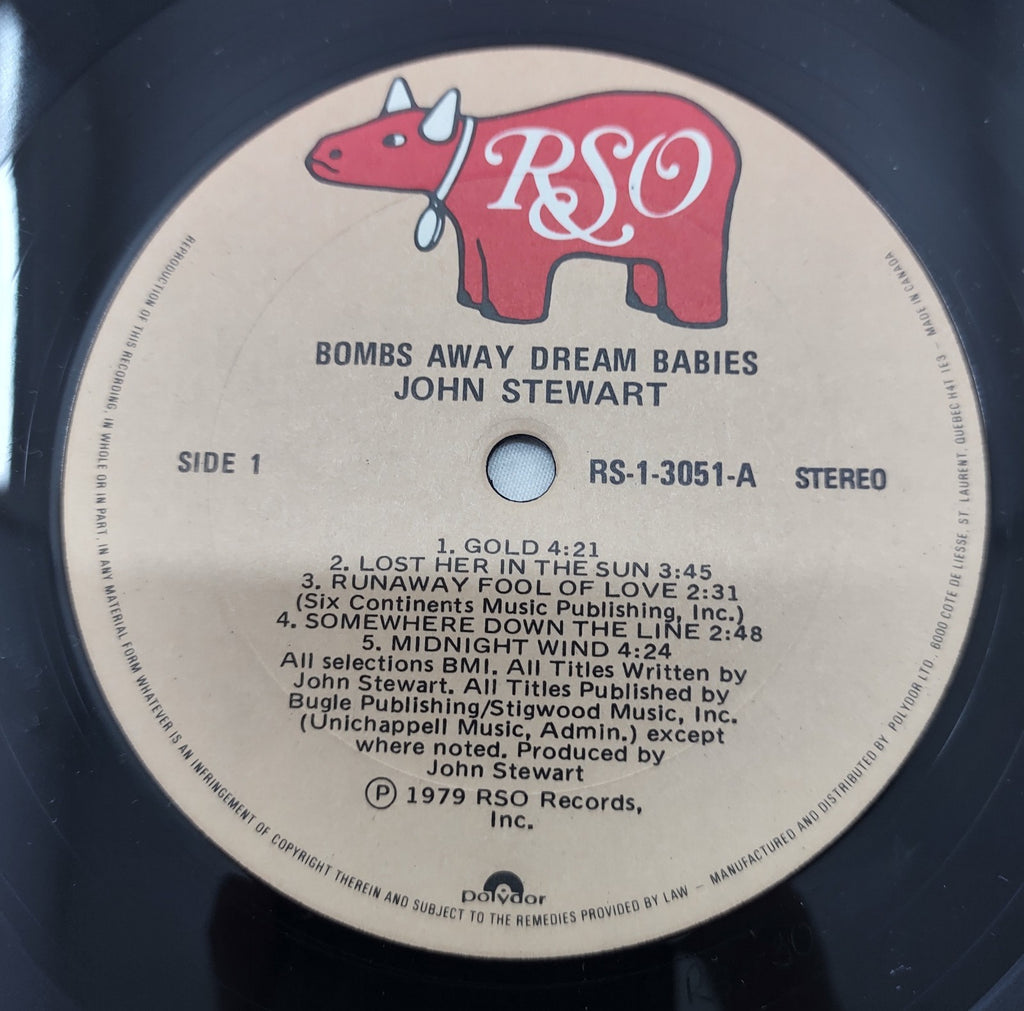 RSO
BOMBS AWAY DREAM BABIES
JOHN STEWART
SIDE 1
RS-1-3051-A STEREO
1. GOLD 4:21
2. LOST HER IN THE SUN 3:45
3. RUNAWAY FOOL OF LOVE 2:31
(Six Continents Music Publishing, Inc.)
4. SOMEWHERE DOWN THE LINE 2:48
5. MIDNIGHT WIND 4:24
All selections BMI. All Titles Written by
John Stewart. All Titles Published by
Bugle Publishing/Stigwood Music, Inc.
(Unichappell Music, Admin.) except
where noted. Produced by
John Stewart
Ⓟ 1979 RSO Records,
Inc.
polydor
REPRODUCTION OF THIS RECORDING, IN WHOLE OR IN PART, IN ANY MATERIAL FORM WHATEVER IS AN INFRINGEMENT OF COPYRIGHT THEREIN AND SUBJECT TO THE REMEDIES PROVIDED BY LAW – MANUFACTURED AND DISTRIBUTED BY POLYDOR LTD., 6000 COTE DE LIESSE, ST. LAURENT, QUEBEC H4T 1E3 – MADE IN CANADA